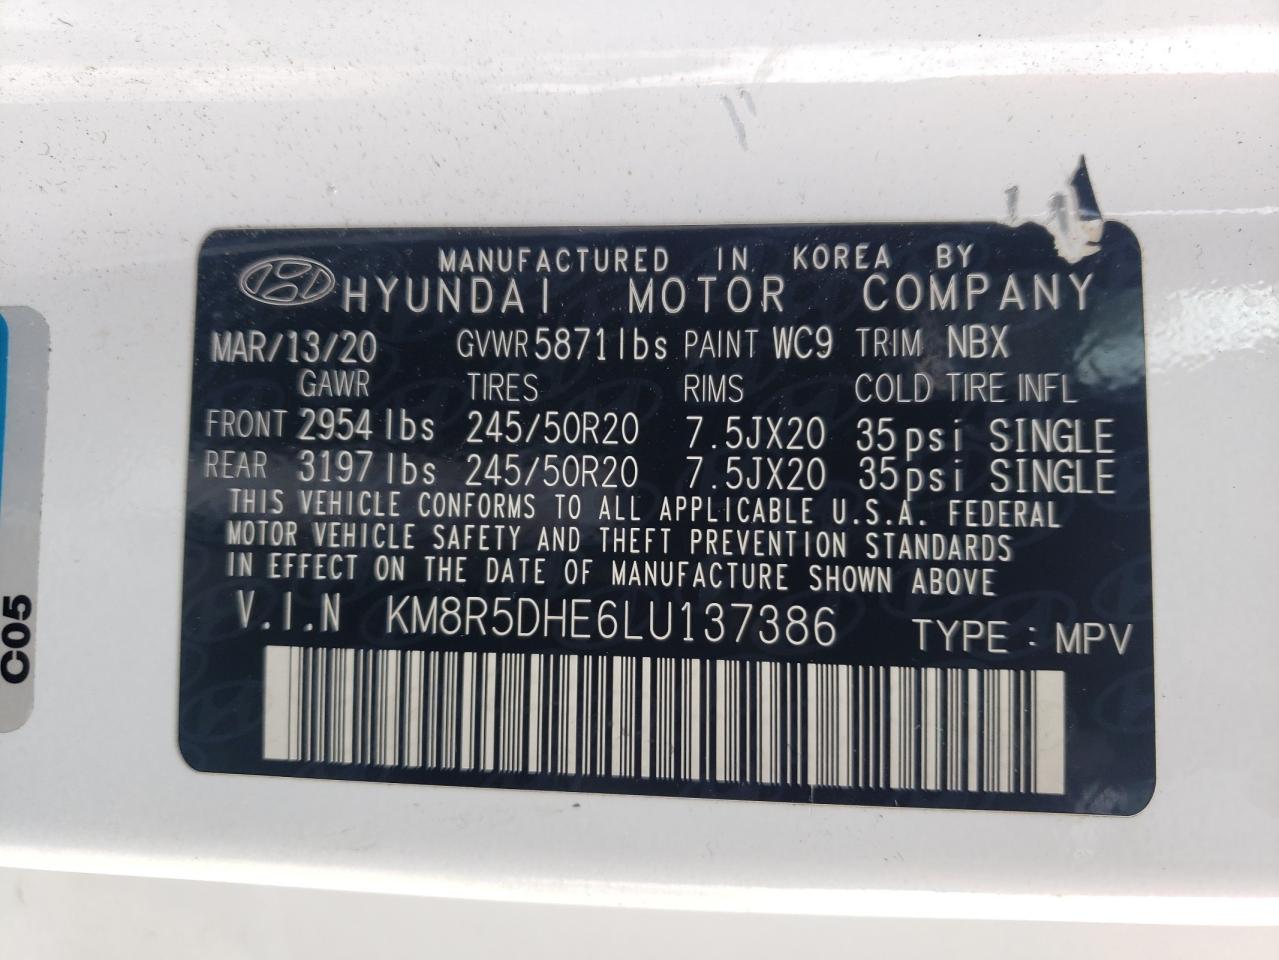 MANUFACTURED IN KOREA BY
HYUNDAI MOTOR COMPANY
MAR/13/20 GVWR 5871lbs PAINT WC9 TRIM NBX
GAWR TIRES RIMS COLD TIRE INFL
FRONT 2954 lbs 245/50R20 7.5JX20 35psi SINGLE
REAR 3197 lbs 245/50R20 7.5JX20 35psi SINGLE
THIS VEHICLE CONFORMS TO ALL APPLICABLE U.S.A. FEDERAL
MOTOR VEHICLE SAFETY AND THEFT PREVENTION STANDARDS
IN EFFECT ON THE DATE OF MANUFACTURE SHOWN ABOVE
V.I.N KM8R5DHE6LU137386 TYPE : MPV
C05